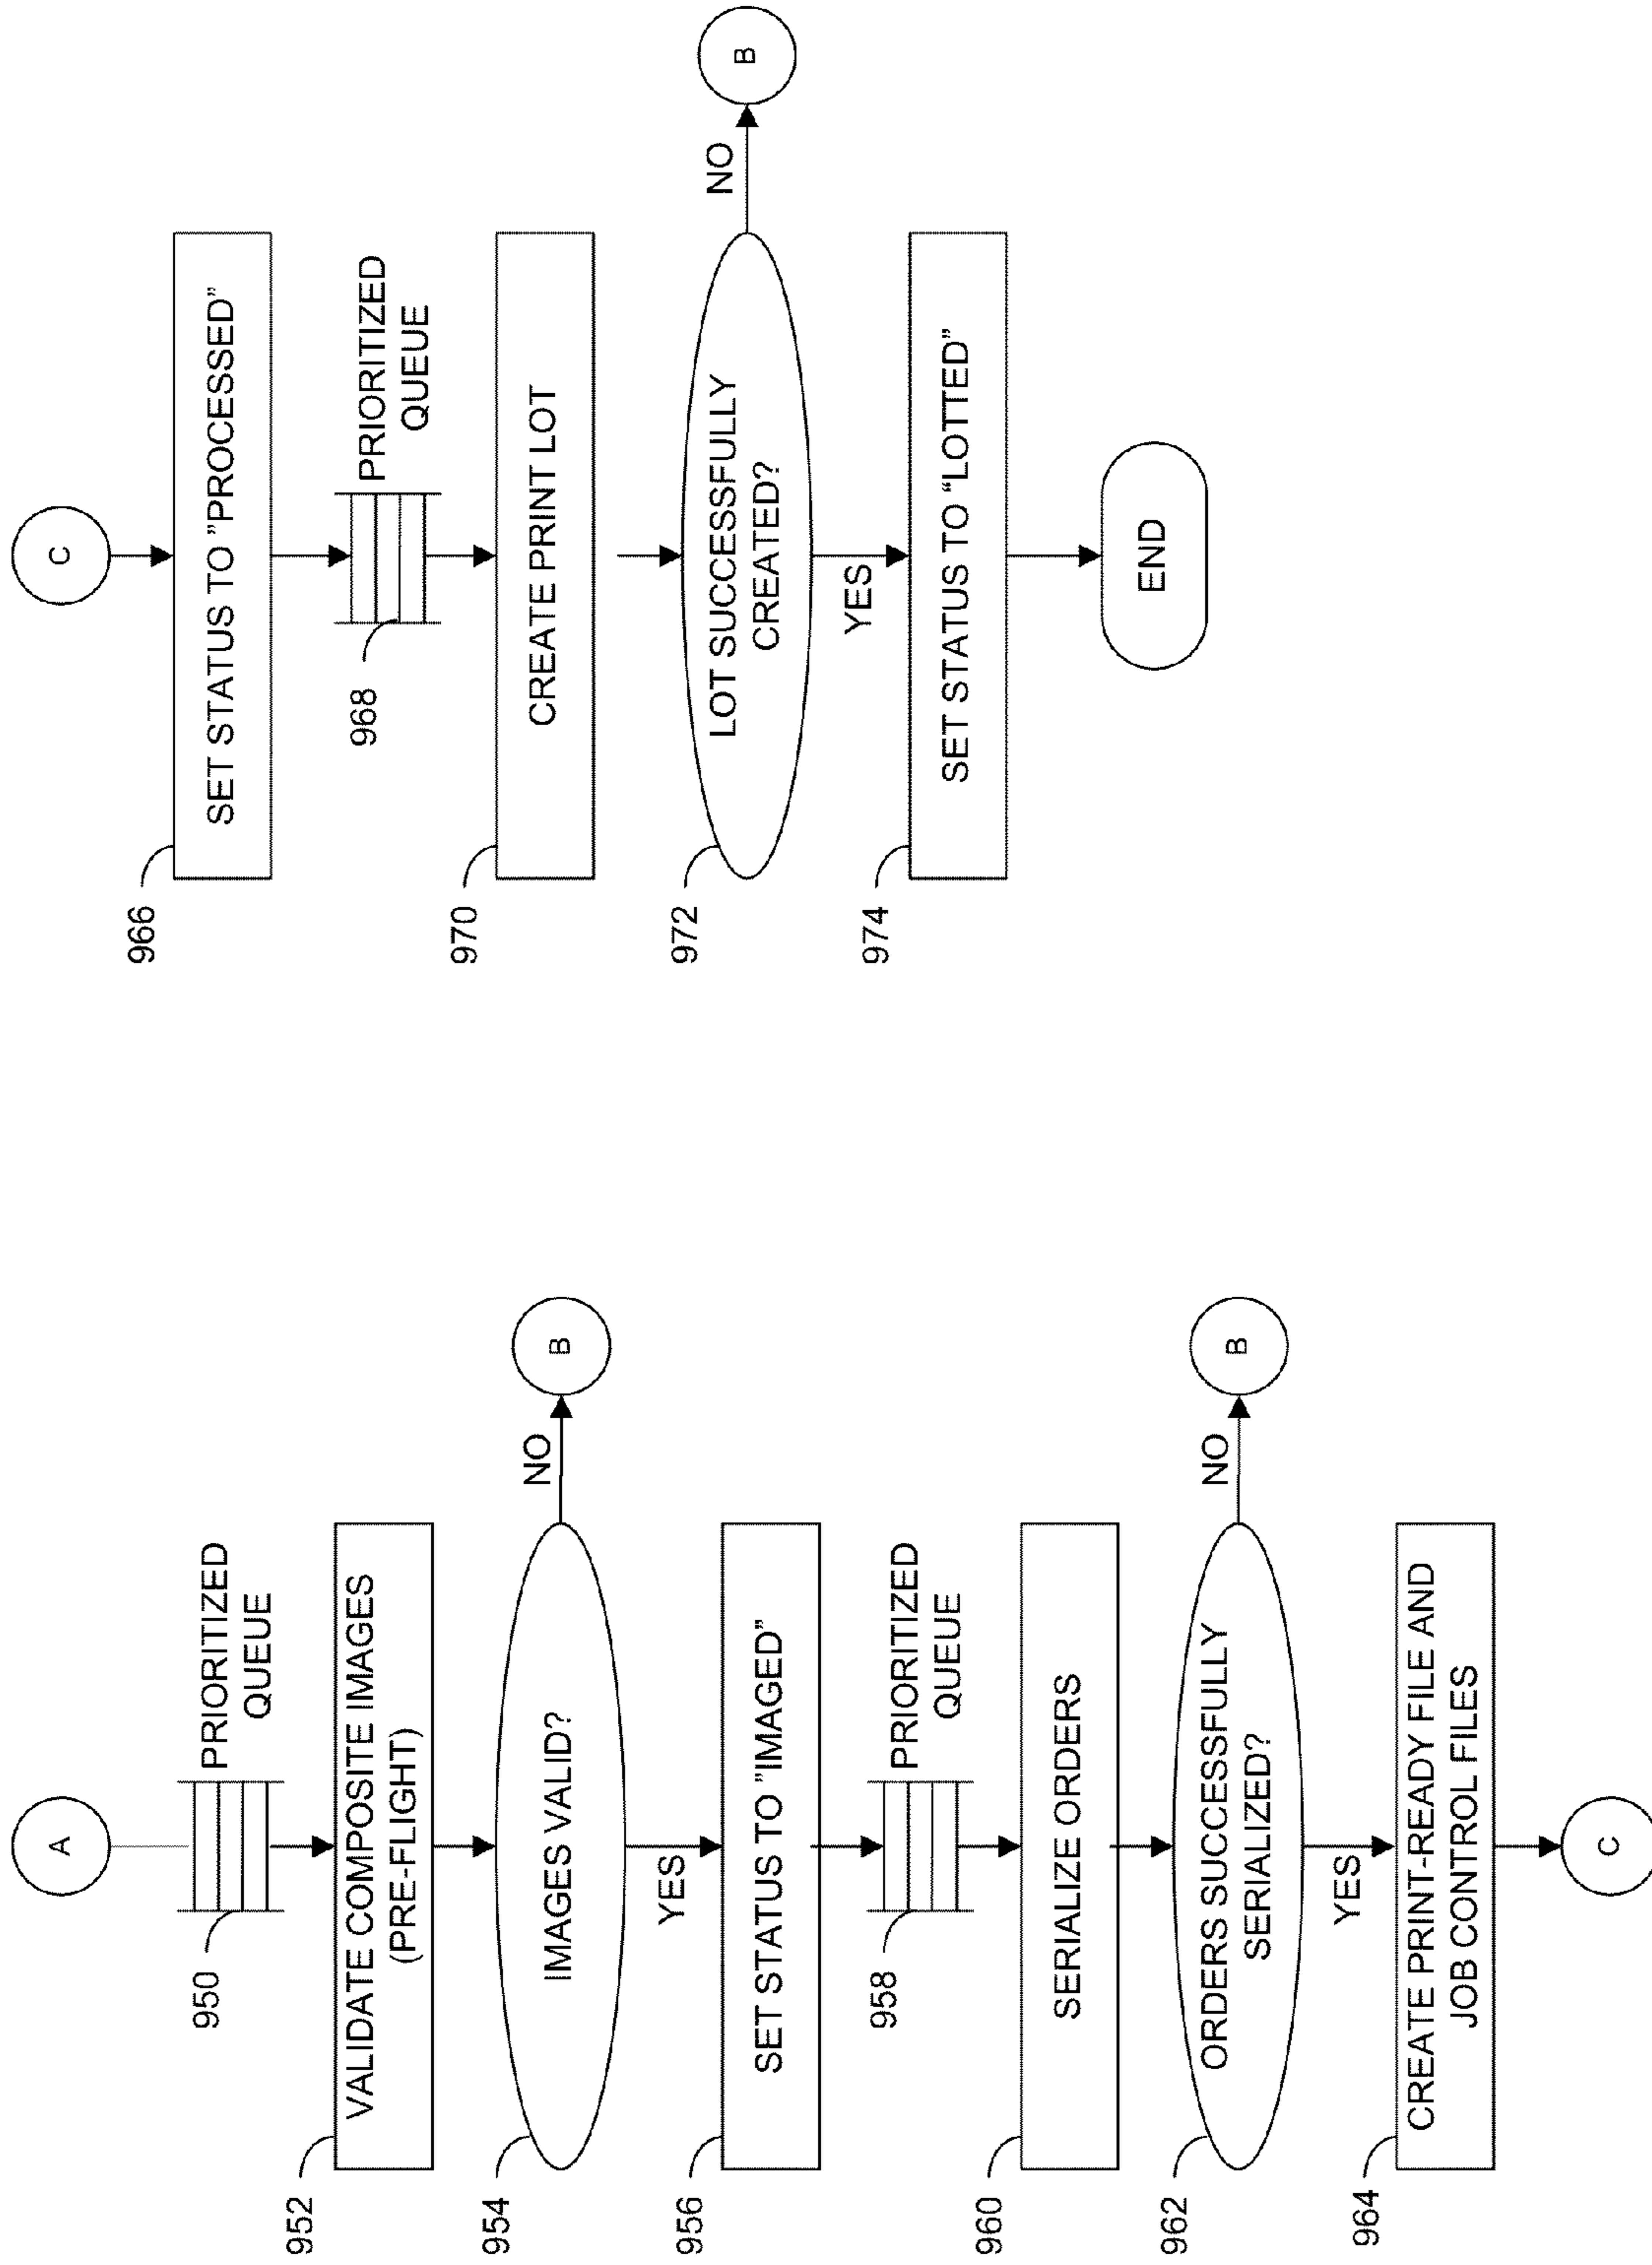 A
950
PRIORITIZED
QUEUE
952
VALIDATE COMPOSITE IMAGES
(PRE-FLIGHT)
954
IMAGES VALID?
NO
B
YES
956
SET STATUS TO ”IMAGED”
958
PRIORITIZED
QUEUE
960
SERIALIZE ORDERS
962
ORDERS SUCCESSFULLY
SERIALIZED?
NO
B
YES
964
CREATE PRINT-READY FILE AND
JOB CONTROL FILES
C
C
966
SET STATUS TO ”PROCESSED”
968
PRIORITIZED
QUEUE
970
CREATE PRINT LOT
972
LOT SUCCESSFULLY
CREATED?
NO
B
YES
974
SET STATUS TO “LOTTED”
END